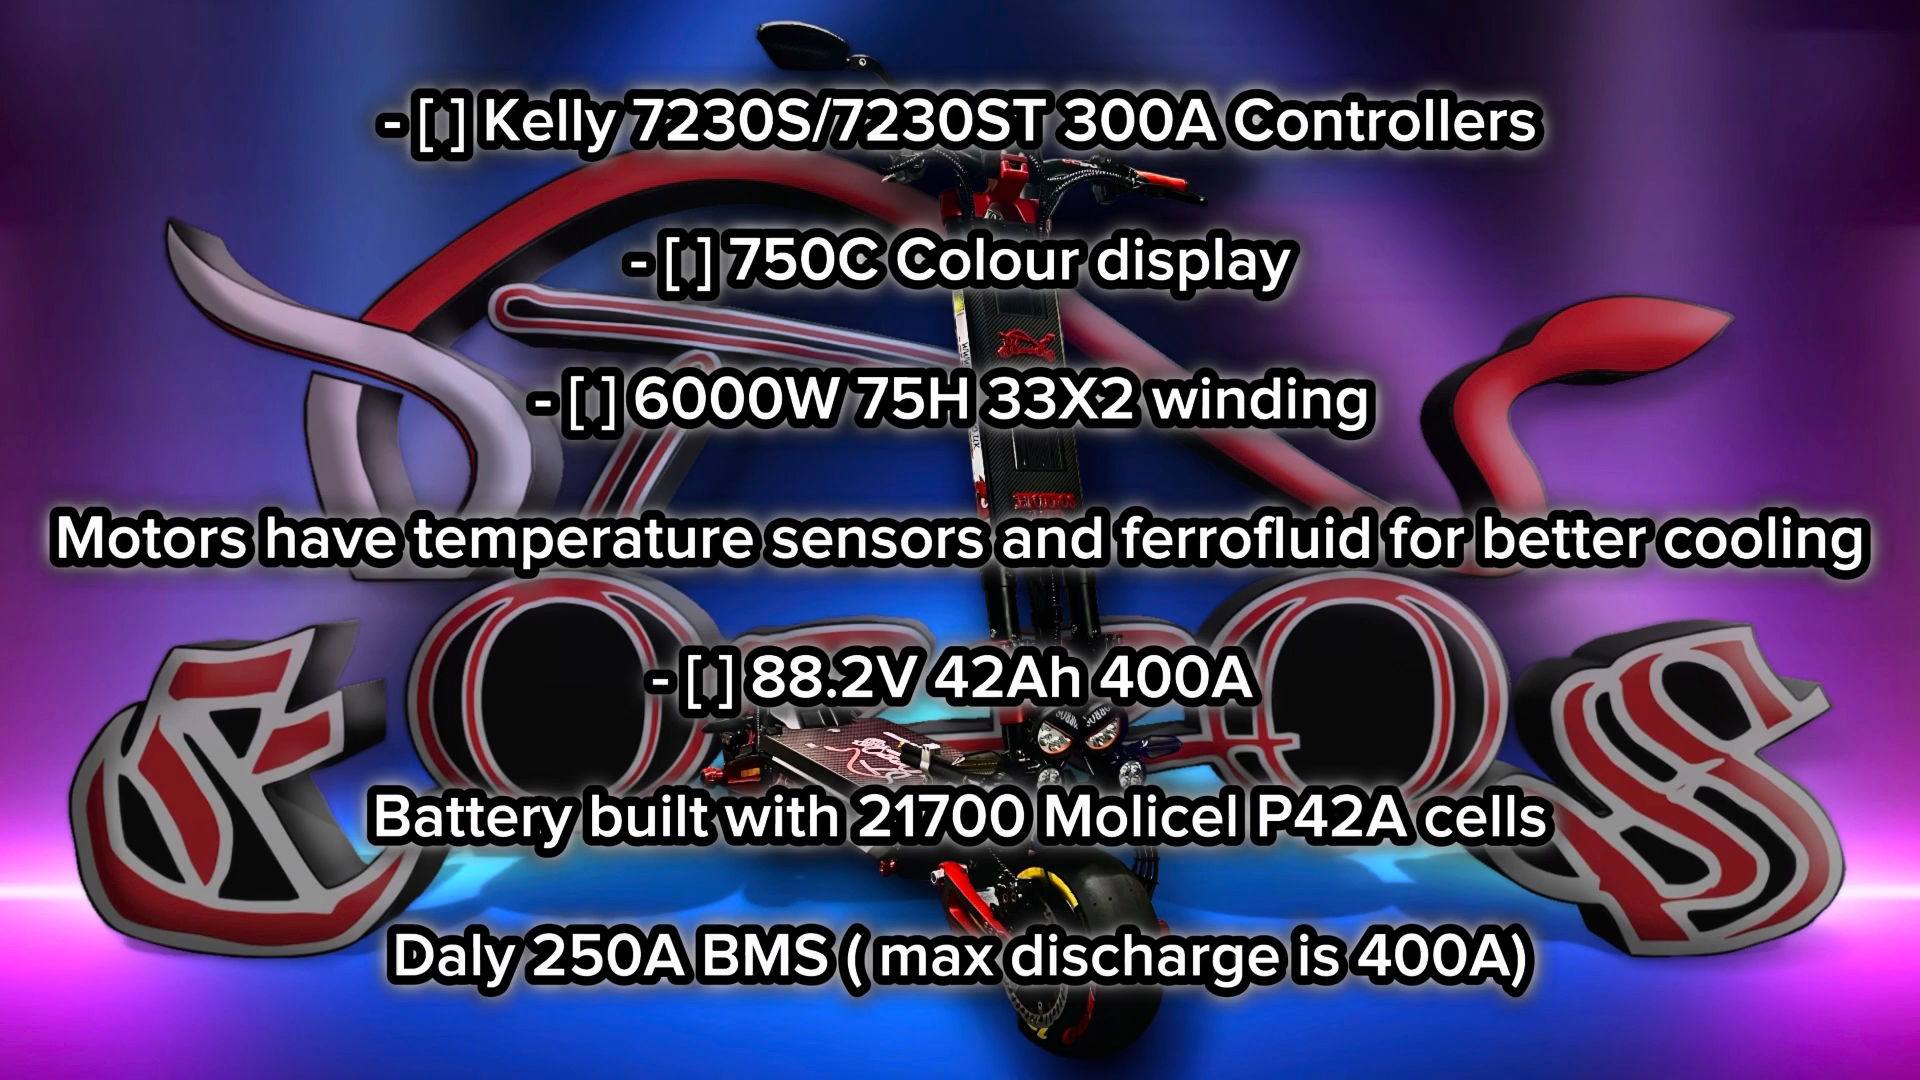 - [ ] Kelly 7230S/7230ST 300A Controllers
- [ ] 750C Colour display
- [ ] 6000W 75H 33X2 winding
Motors have temperature sensors and ferrofluid for better cooling
- [ ] 88.2V 42Ah 400A
Battery built with 21700 Molicel P42A cells
Daly 250A BMS ( max discharge is 400A)